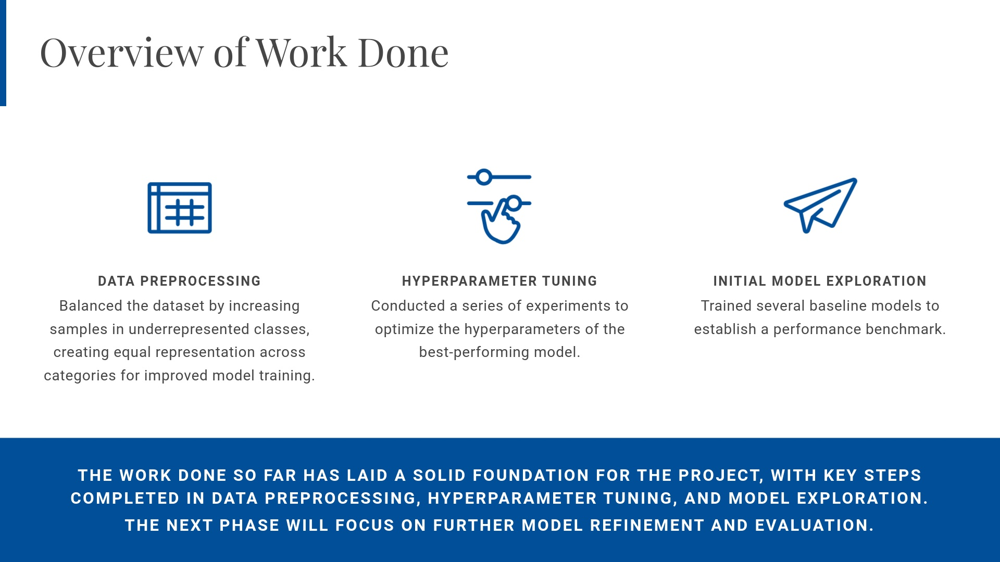 Overview of Work Done
DATA PREPROCESSING
Balanced the dataset by increasing
samples in underrepresented classes,
creating equal representation across
categories for improved model training.
HYPERPARAMETER TUNING
Conducted a series of experiments to
optimize the hyperparameters of the
best-performing model.
INITIAL MODEL EXPLORATION
Trained several baseline models to
establish a performance benchmark.
THE WORK DONE SO FAR HAS LAID A SOLID FOUNDATION FOR THE PROJECT, WITH KEY STEPS
COMPLETED IN DATA PREPROCESSING, HYPERPARAMETER TUNING, AND MODEL EXPLORATION.
THE NEXT PHASE WILL FOCUS ON FURTHER MODEL REFINEMENT AND EVALUATION.